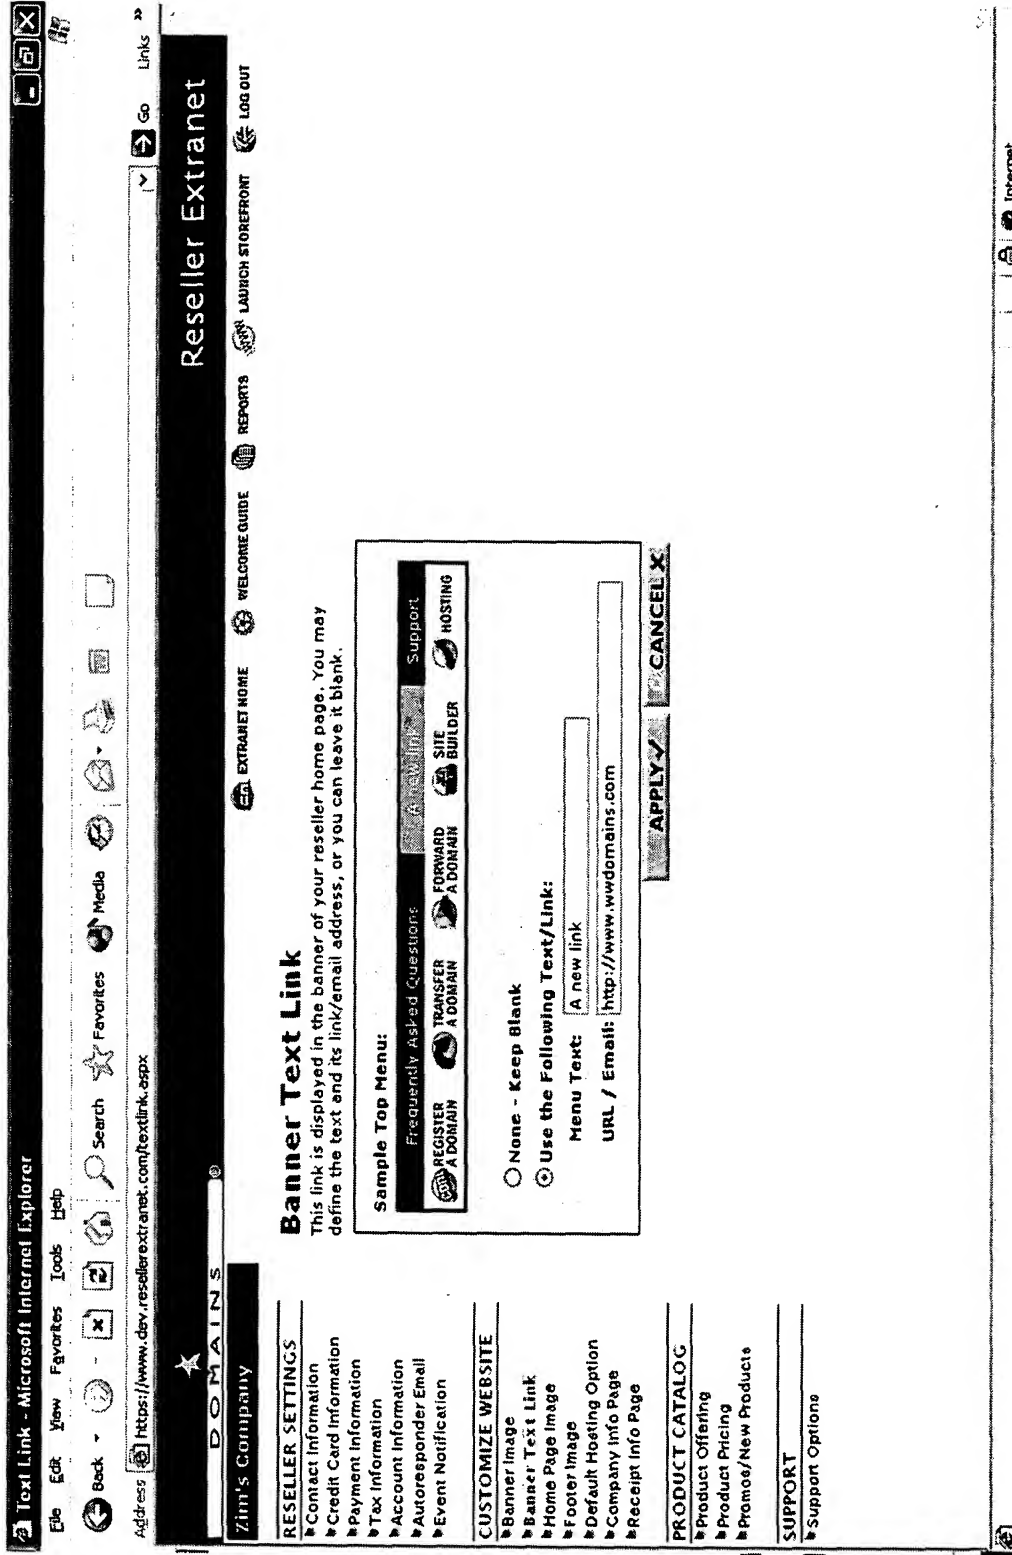 Text Link - Microsoft Internet Explorer
File Edit View Favorites Tools Help
Back Search Favorites Media
Address https://www.dev.resellerextranet.com/textlink.aspx Go Links »
DOMAINS ®
Reseller Extranet
Zim's Company
EXTRANET HOME WELCOME GUIDE REPORTS LAUNCH STOREFRONT LOG OUT
RESELLER SETTINGS
Contact Information
Credit Card Information
Payment Information
Tax Information
Account Information
Autoresponder Email
Event Notification
CUSTOMIZE WEBSITE
Banner Image
Banner Text Link
Home Page Image
Footer Image
Default Hosting Option
Company Info Page
Receipt Info Page
PRODUCT CATALOG
Product Offering
Product Pricing
Promos/New Products
SUPPORT
Support Options
Banner Text Link
This link is displayed in the banner of your reseller home page. You may
define the text and its link/email address, or you can leave it blank.
Sample Top Menu:
Frequently Asked Questions A new link Support
REGISTER A DOMAIN TRANSFER A DOMAIN FORWARD A DOMAIN SITE BUILDER HOSTING
None - Keep Blank
Use the Following Text/Link:
Menu Text: A new link
URL / Email: http://www.wwdomains.com
APPLY CANCEL X
Internet